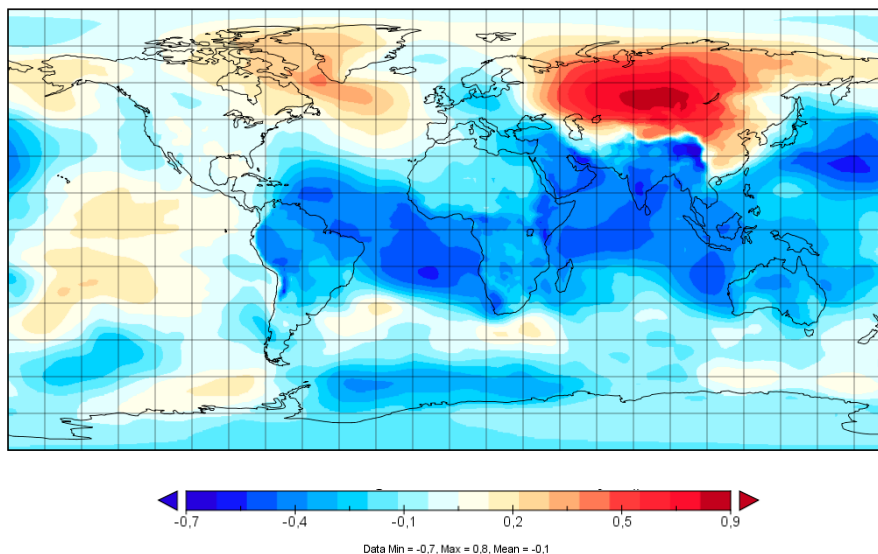 -0,7 -0,4 -0,1 0,2 0,5 0,9
Data Min = -0,7, Max = 0,8, Mean = -0,1